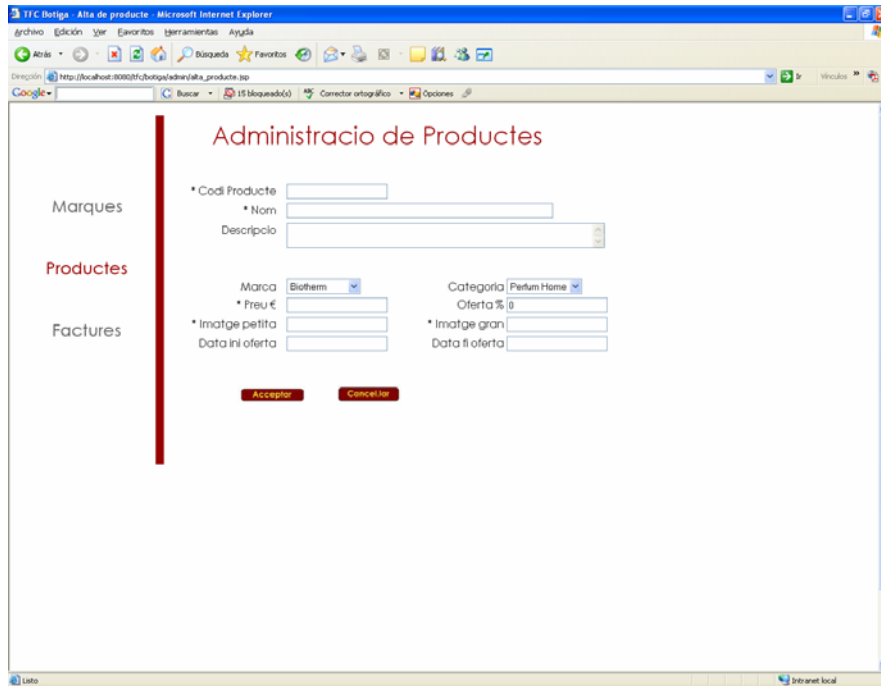 TFC Botiga - Alta de producte - Microsoft Internet Explorer
Archivo Edición Ver Favoritos Herramientas Ayuda
Atrás Búsqueda Favoritos
Dirección http://localhost:8080/tfc/botiga/admin/alta_producte.jsp Ir Vínculos »
Google Buscar 15 bloqueado(s) Corrector ortográfico Opciones
Administracio de Productes
* Codi Producte
Marques
* Nom
Descripcio
Productes
Marca Biotherm Categoria Perfum Home
* Preu € Oferta % 0
Factures
* Imatge petita * Imatge gran
Data ini oferta Data fi oferta
Acceptar Cancel.lar
Listo Intranet local